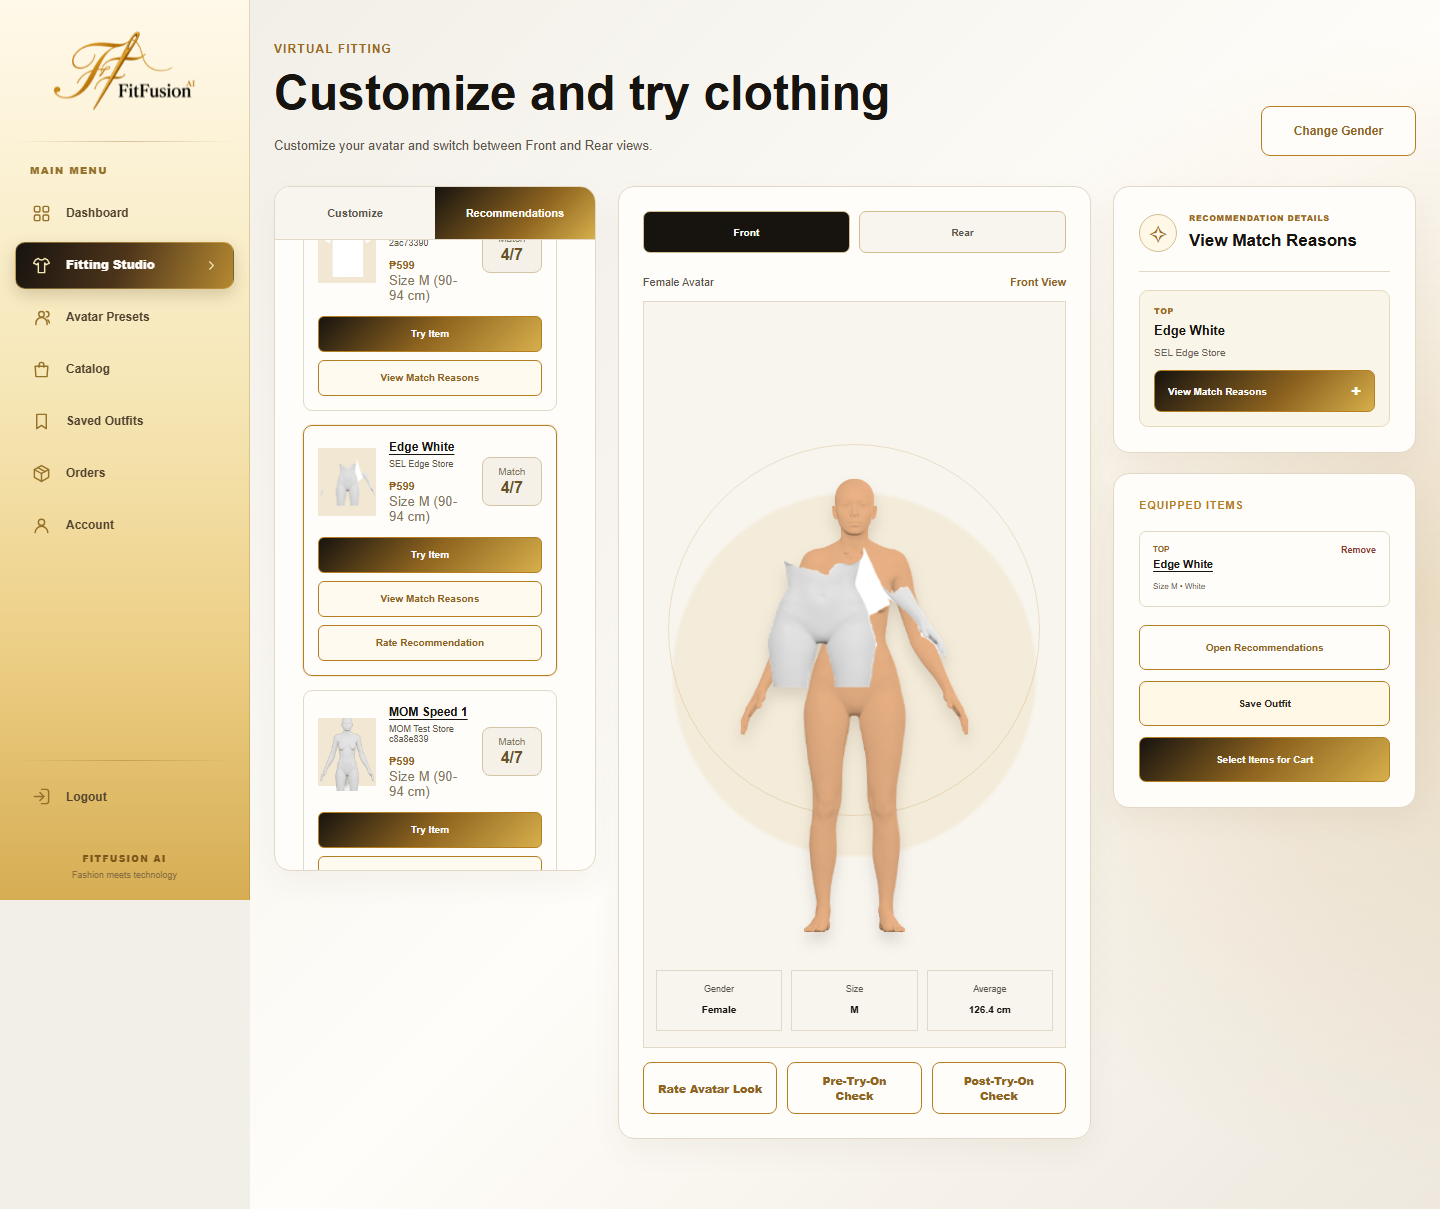 FitFusion AI
MAIN MENU
Dashboard
Fitting Studio
Avatar Presets
Catalog
Saved Outfits
Orders
Account
Logout
FITFUSION AI
Fashion meets technology
VIRTUAL FITTING
Customize and try clothing
Customize your avatar and switch between Front and Rear views.
Change Gender
Customize
Recommendations
2ac73390
₱599
Size M (90-
94 cm)
Match
4/7
Try Item
View Match Reasons
Edge White
SEL Edge Store
₱599
Size M (90-
94 cm)
Match
4/7
Try Item
View Match Reasons
Rate Recommendation
MOM Speed 1
MOM Test Store
c8a8e839
₱599
Size M (90-
94 cm)
Match
4/7
Try Item
Front
Rear
Female Avatar
Front View
Gender
Female
Size
M
Average
126.4 cm
Rate Avatar Look
Pre-Try-On
Check
Post-Try-On
Check
RECOMMENDATION DETAILS
View Match Reasons
TOP
Edge White
SEL Edge Store
View Match Reasons +
EQUIPPED ITEMS
TOP
Remove
Edge White
Size M • White
Open Recommendations
Save Outfit
Select Items for Cart